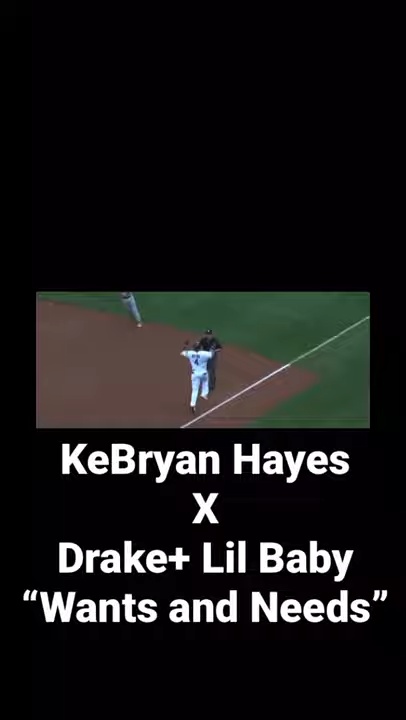 KeBryan Hayes
X
Drake+ Lil Baby
“Wants and Needs”